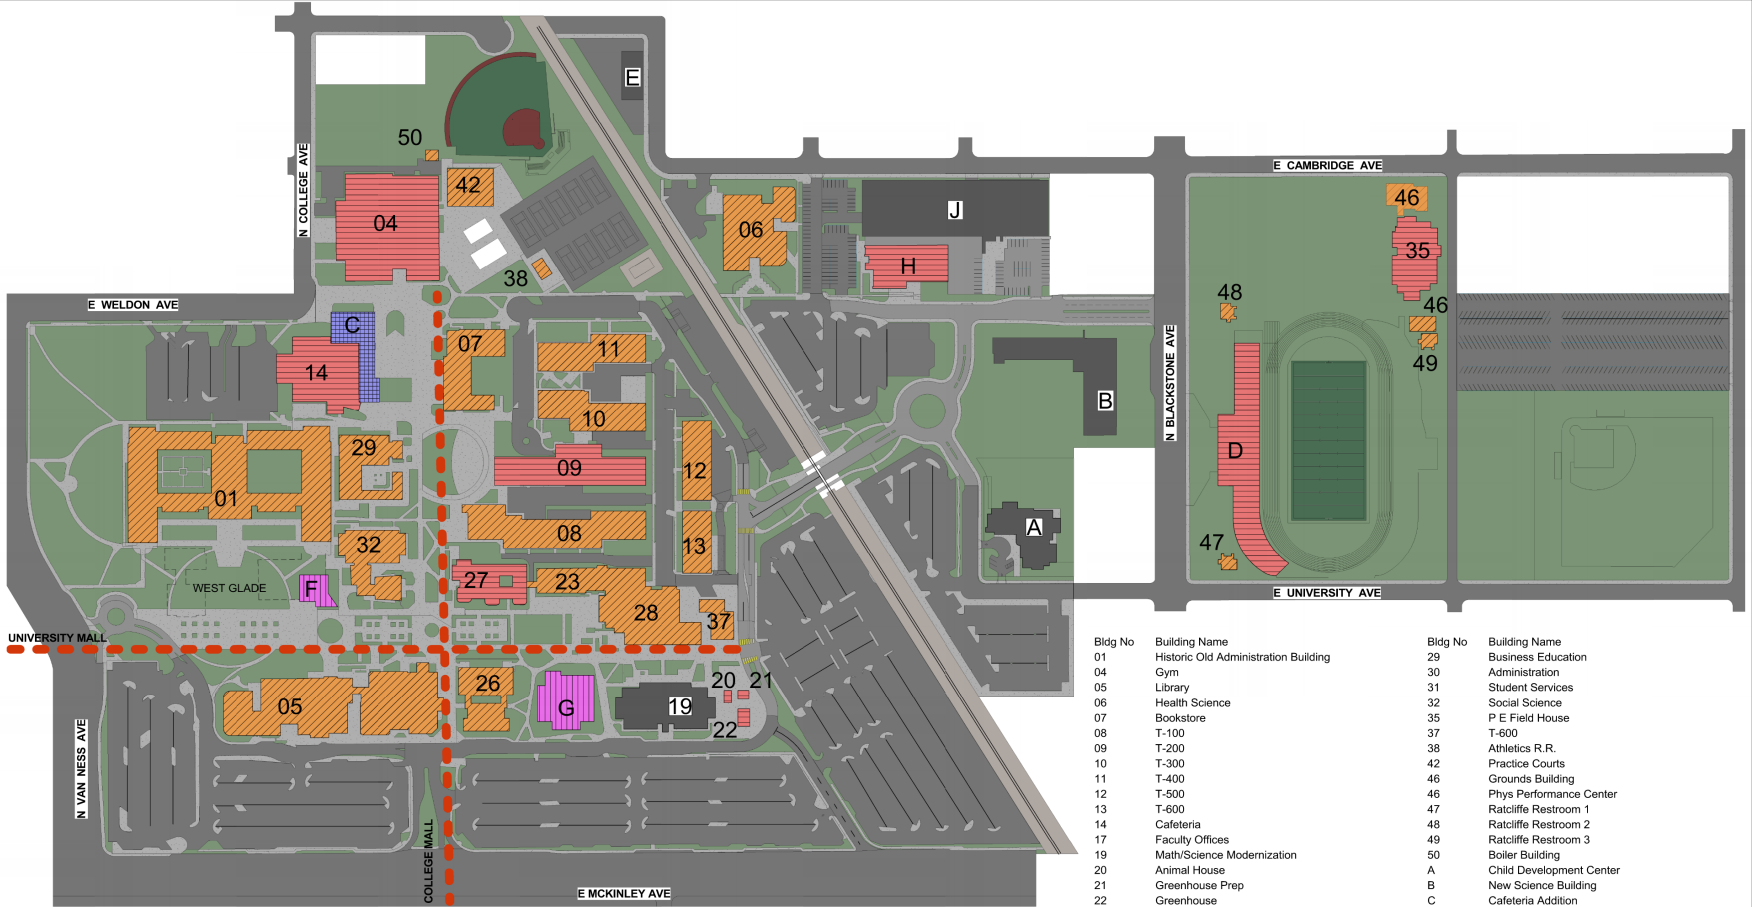 E
50
N COLLEGE AVE
E CAMBRIDGE AVE
42
46
04
06
J
35
H
38
48
46
E WELDON AVE
C
07
11
49
14
N BLACKSTONE AVE
B
10
29
D
09
12
01
08
A
32
13
47
27
23
F
WEST GLADE
E UNIVERSITY AVE
28
37
UNIVERSITY MALL
26
20
21
05
G
19
22
N VAN NESS AVE
COLLEGE MALL
E MCKINLEY AVE
Bldg No Building Name
01 Historic Old Administration Building
04 Gym
05 Library
06 Health Science
07 Bookstore
08 T-100
09 T-200
10 T-300
11 T-400
12 T-500
13 T-600
14 Cafeteria
17 Faculty Offices
19 Math/Science Modernization
20 Animal House
21 Greenhouse Prep
22 Greenhouse
Bldg No Building Name
29 Business Education
30 Administration
31 Student Services
32 Social Science
35 P E Field House
37 T-600
38 Athletics R.R.
42 Practice Courts
46 Grounds Building
46 Phys Performance Center
47 Ratcliffe Restroom 1
48 Ratcliffe Restroom 2
49 Ratcliffe Restroom 3
50 Boiler Building
A Child Development Center
B New Science Building
C Cafeteria Addition